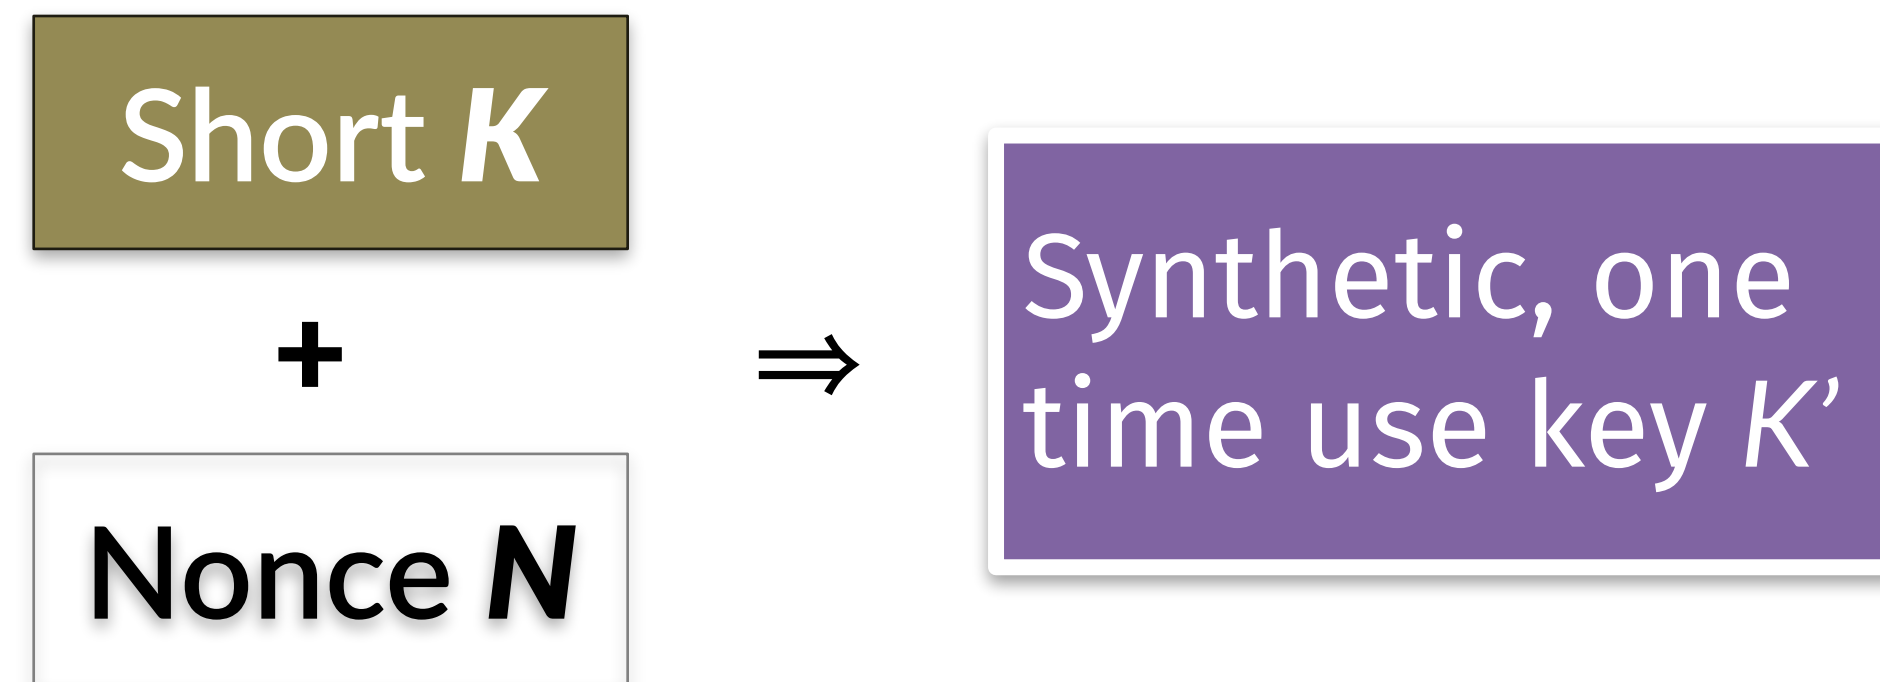 Short K
+
Nonce N
⇒
Synthetic, one
time use key K’